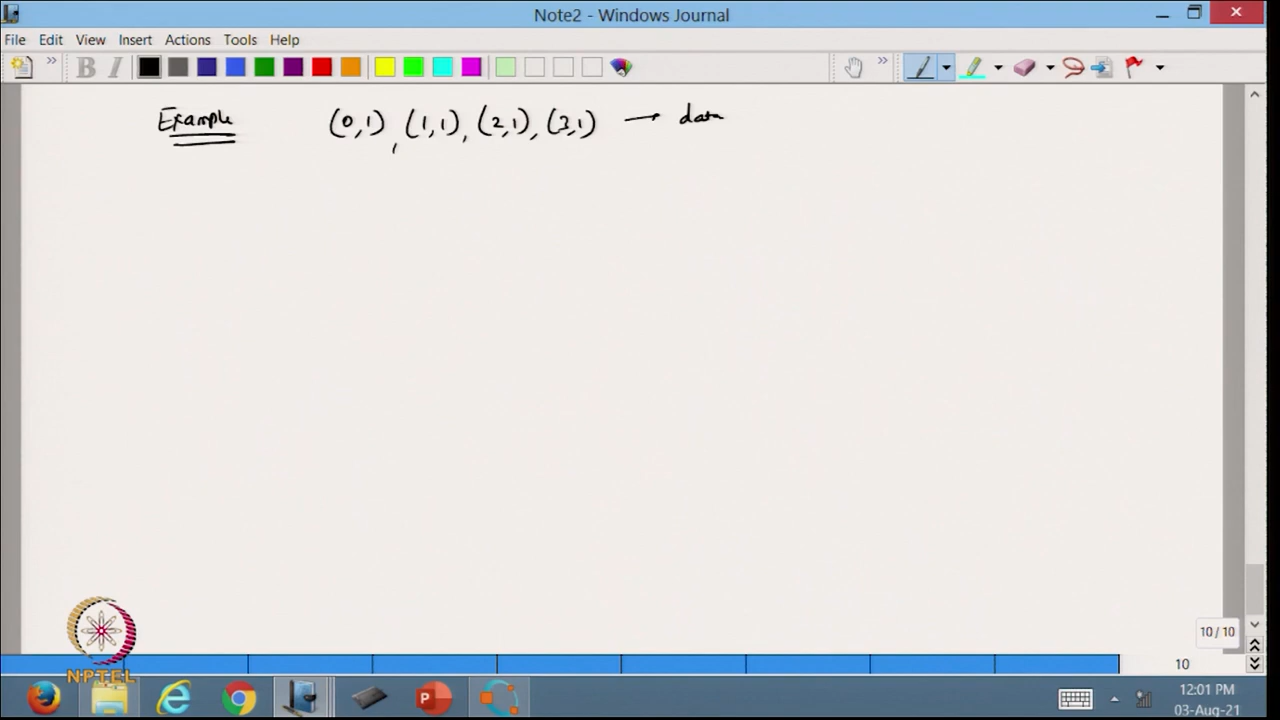 Note2 - Windows Journal
File Edit View Insert Actions Tools Help
B I
Example (0,1), (1,1), (2,1), (3,1) → data
NPTEL
10 / 10
10
12:01 PM
03-Aug-21